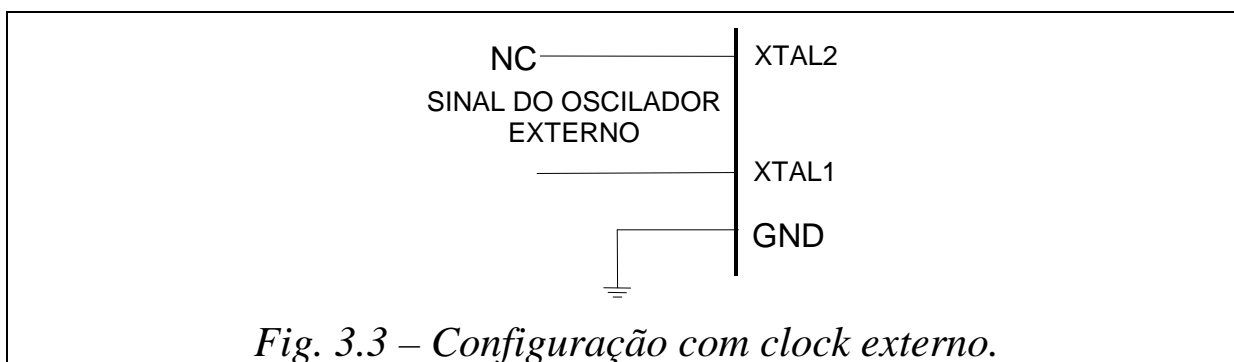 NC
XTAL2
SINAL DO OSCILADOR
EXTERNO
XTAL1
GND
Fig. 3.3 – Configuração com clock externo.